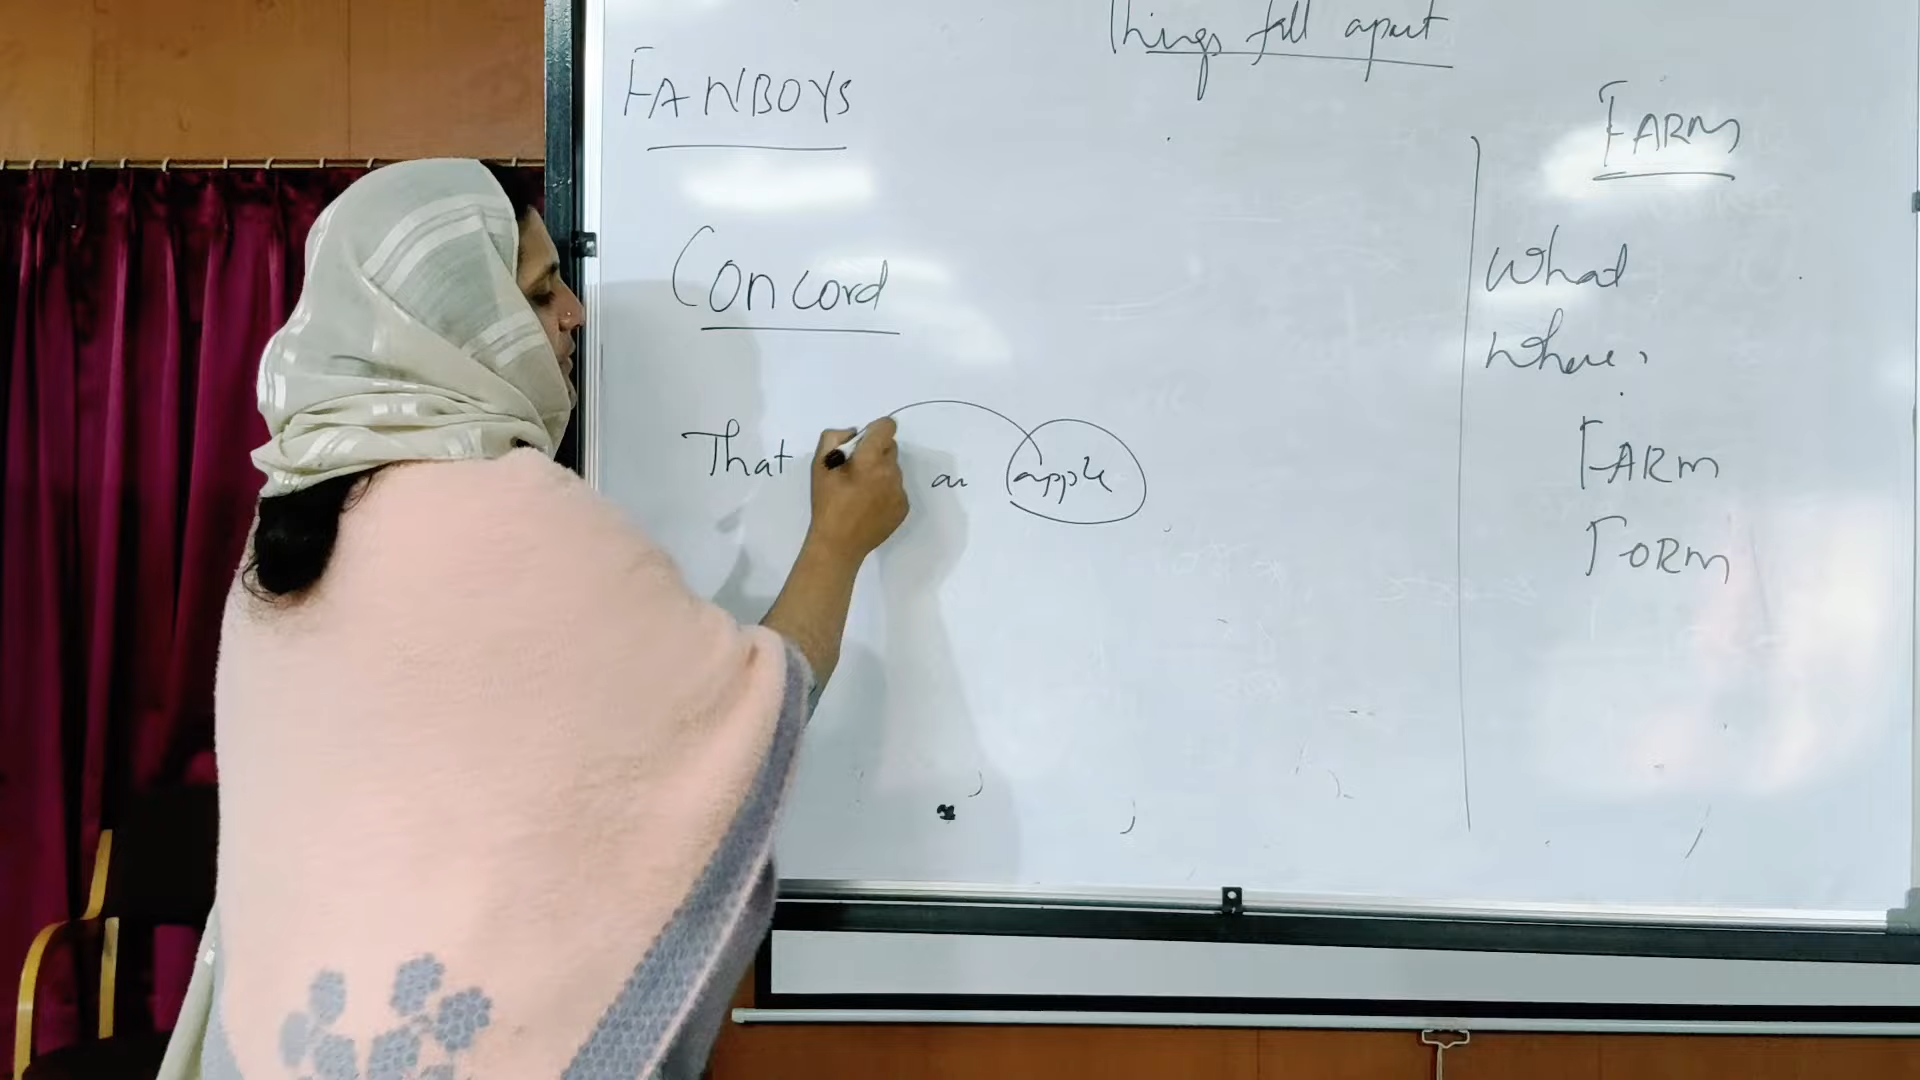 Things fall apart
FANBOYS
Concord
That an apple
FARM
What
Where,
FARM
FORM